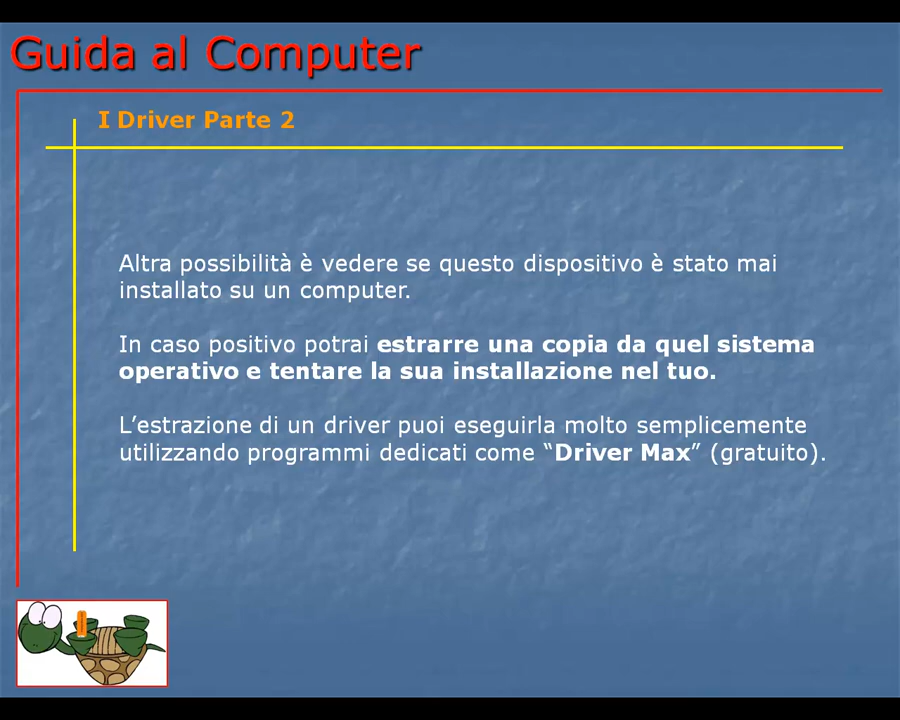 Guida al Computer
I Driver Parte 2
Altra possibilità è vedere se questo dispositivo è stato mai
installato su un computer.
In caso positivo potrai estrarre una copia da quel sistema
operativo e tentare la sua installazione nel tuo.
L’estrazione di un driver puoi eseguirla molto semplicemente
utilizzando programmi dedicati come “Driver Max” (gratuito).